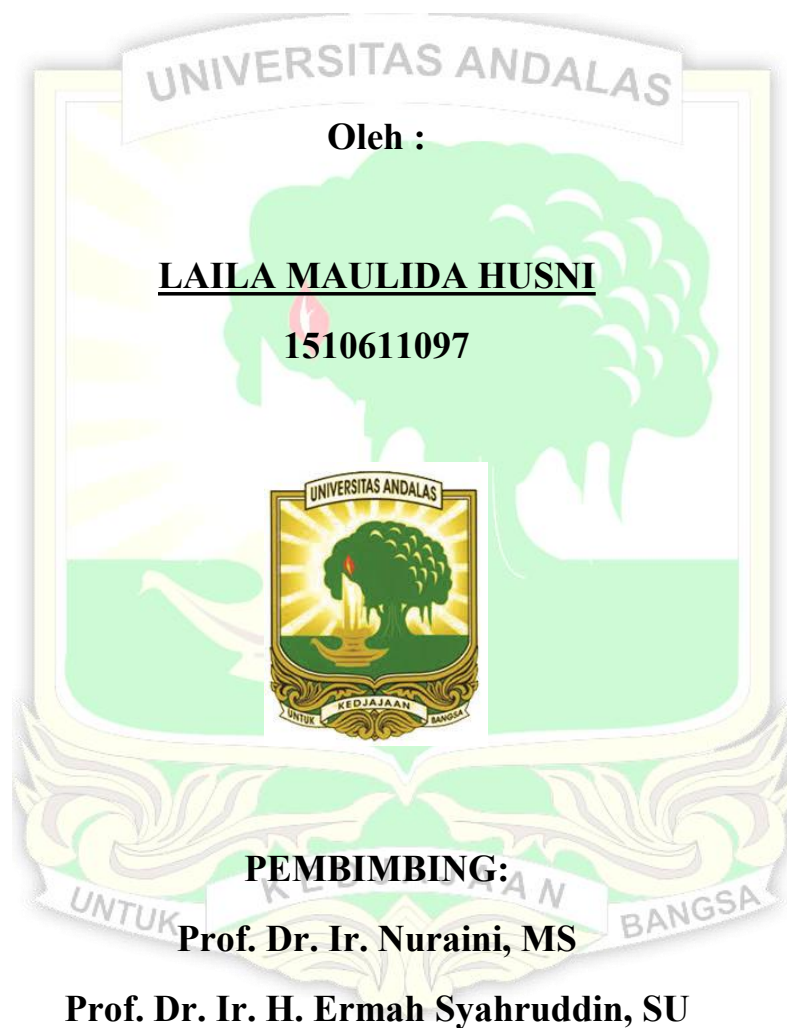 UNIVERSITAS ANDALAS
Oleh :
LAILA MAULIDA HUSNI
1510611097
UNIVERSITAS ANDALAS
UNTUK KEDJAJAAN BANGSA
PEMBIMBING:
UNTUK KEDJAJAAN BANGSA
Prof. Dr. Ir. Nuraini, MS
Prof. Dr. Ir. H. Ermah Syahruddin, SU